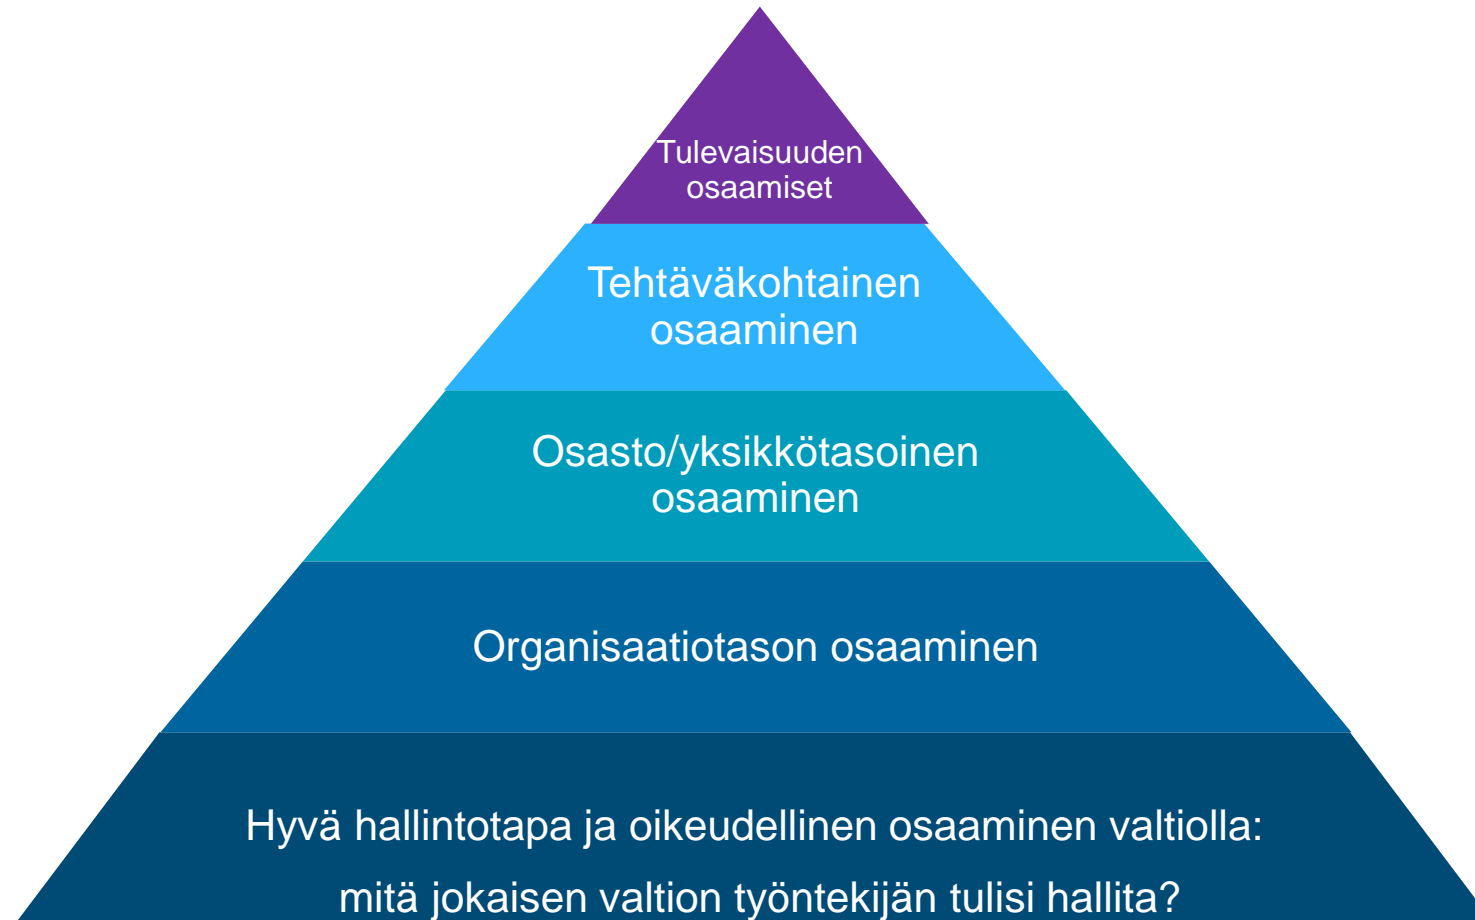 Tulevaisuuden
osaamiset
Tehtäväkohtainen
osaaminen
Osasto/yksikkötasoinen
osaaminen
Organisaatiotason osaaminen
Hyvä hallintotapa ja oikeudellinen osaaminen valtiolla:
mitä jokaisen valtion työntekijän tulisi hallita?